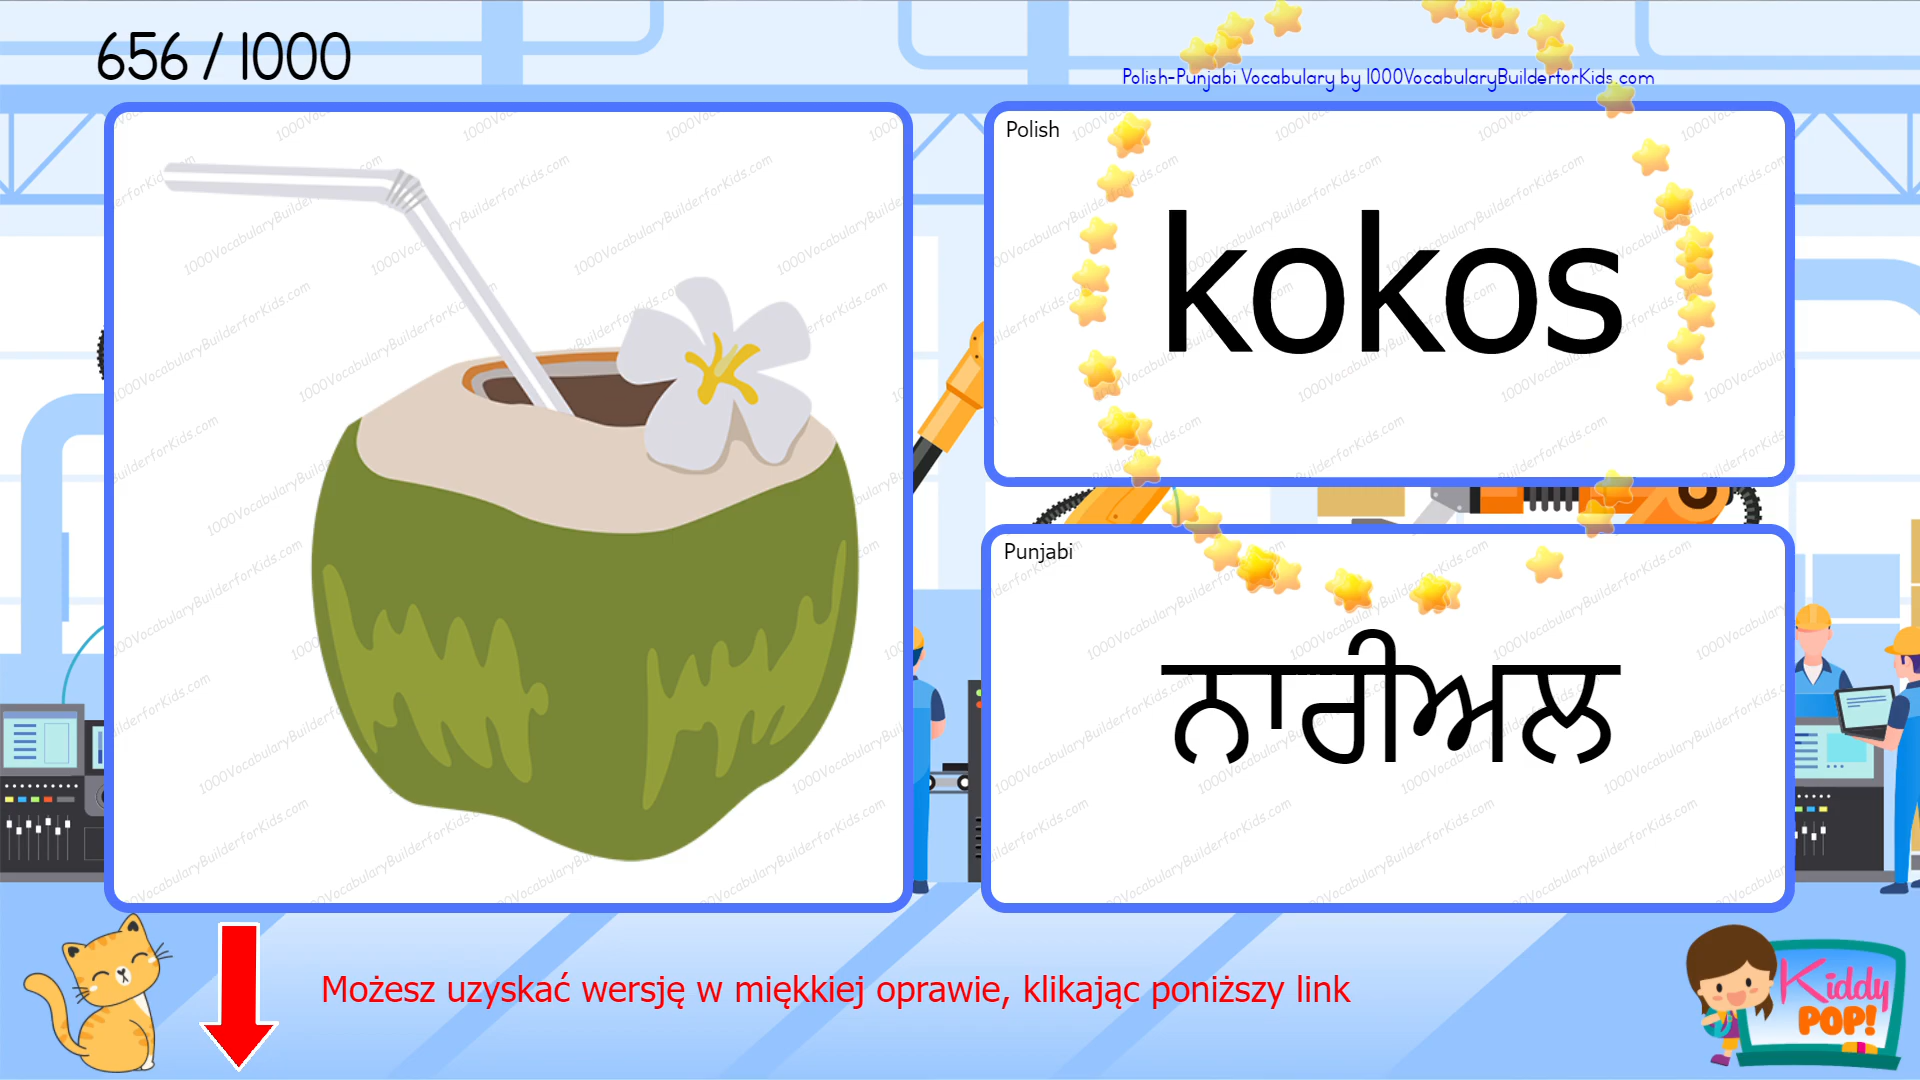 656 / 1000
Polish-Punjabi Vocabulary by 1000VocabularyBuilderforKids.com
Polish
kokos
Punjabi
ਨਾਰੀਅਲ
Możesz uzyskać wersję w miękkiej oprawie, klikając poniższy link
Kiddy
POP!